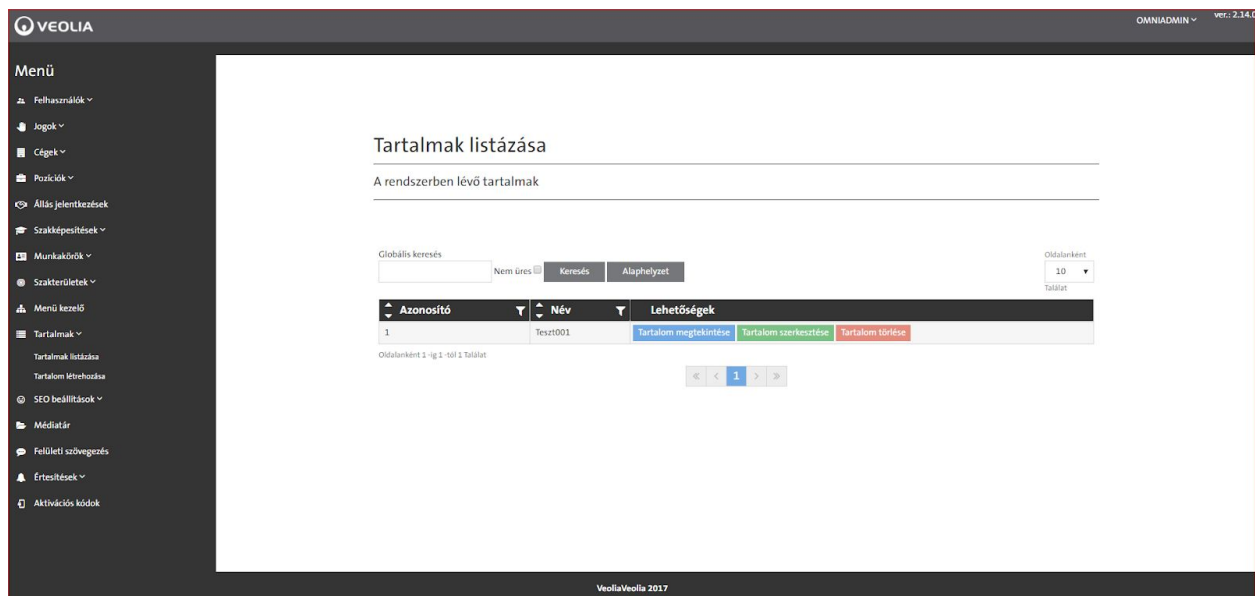 VEOLIA
OMNIADMIN
ver.: 2.14.0
Menü
Felhasználók
Jogok
Cégek
Pozíciók
Állás jelentkezések
Szakképesítések
Munkakörök
Szakterületek
Menü kezelő
Tartalmak
Tartalmak listázása
Tartalom létrehozása
SEO beállítások
Médiatár
Felületi szövegezés
Értesítések
Aktivációs kódok
Tartalmak listázása
A rendszerben lévő tartalmak
Globális keresés
Nem üres Keresés Alaphelyzet
Oldalanként
10
Találat
Azonosító Név Lehetőségek
1 Teszt001 Tartalom megtekintése Tartalom szerkesztése Tartalom törlése
Oldalanként 1 -ig 1 -tól 1 Találat
« < 1 > »
VeoliaVeolia 2017